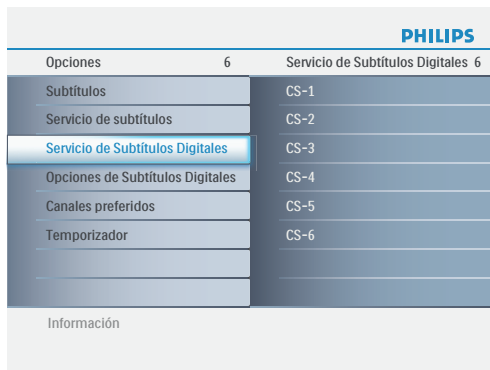 PHILIPS
Opciones 6 Servicio de Subtítulos Digitales 6
Subtítulos CS-1
Servicio de subtítulos CS-2
Servicio de Subtítulos Digitales CS-3
Opciones de Subtítulos Digitales CS-4
Canales preferidos CS-5
Temporizador CS-6
Información